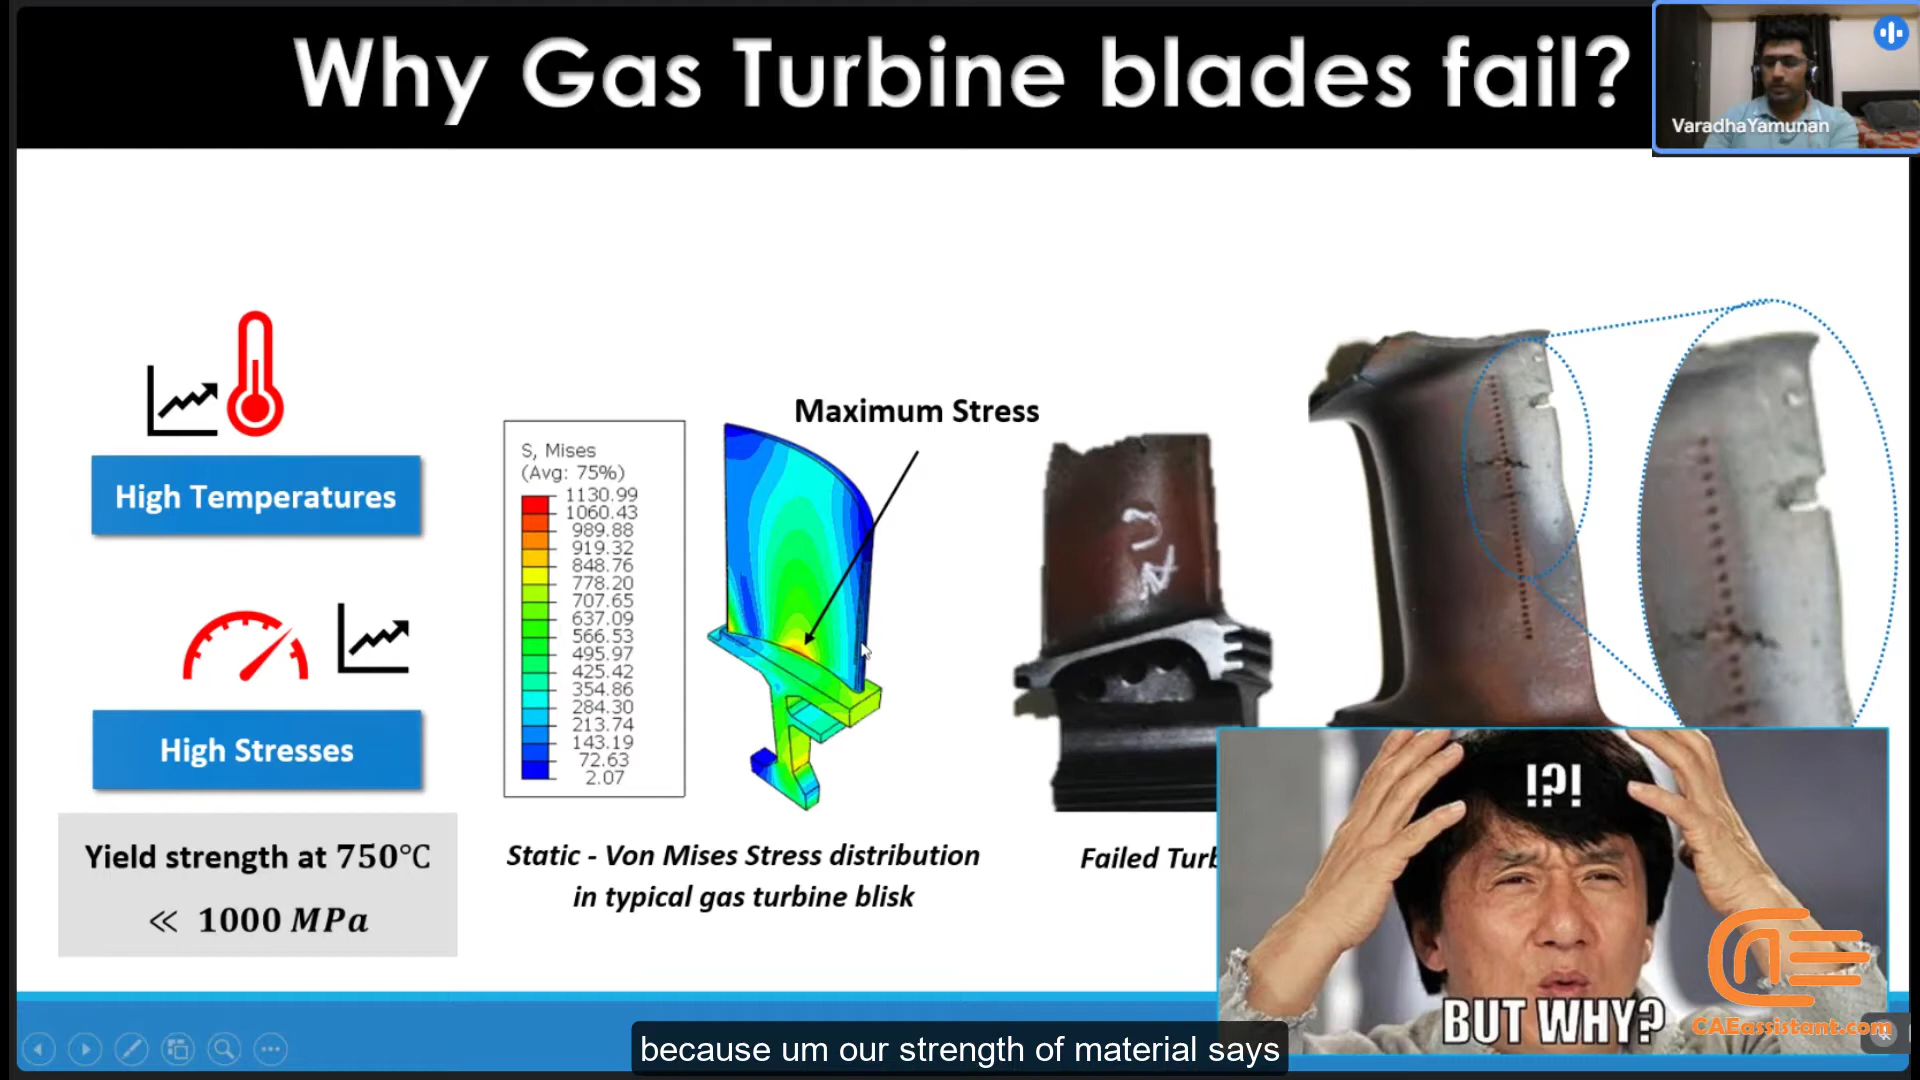 Why Gas Turbine blades fail?
VaradhaYamunan
High Temperatures
High Stresses
Yield strength at 750℃
≪ 1000 MPa
S, Mises
(Avg: 75%)
1130.99
1060.43
989.88
919.32
848.76
778.20
707.65
637.09
566.53
495.97
425.42
354.86
284.30
213.74
143.19
72.63
2.07
Maximum Stress
Static - Von Mises Stress distribution
in typical gas turbine blisk
Failed Turb
!?!
BUT WHY?
CAEassistant.com
because um our strength of material says